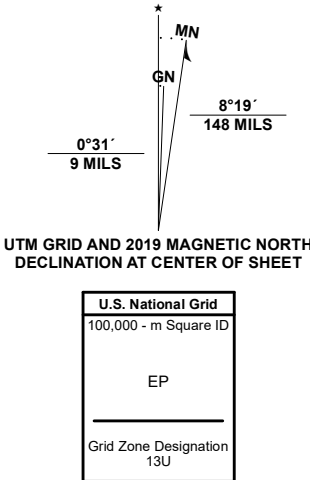 ★
MN
GN
8°19´
148 MILS
0°31´
9 MILS
UTM GRID AND 2019 MAGNETIC NORTH
DECLINATION AT CENTER OF SHEET
U.S. National Grid
100,000 - m Square ID
EP
Grid Zone Designation
13U